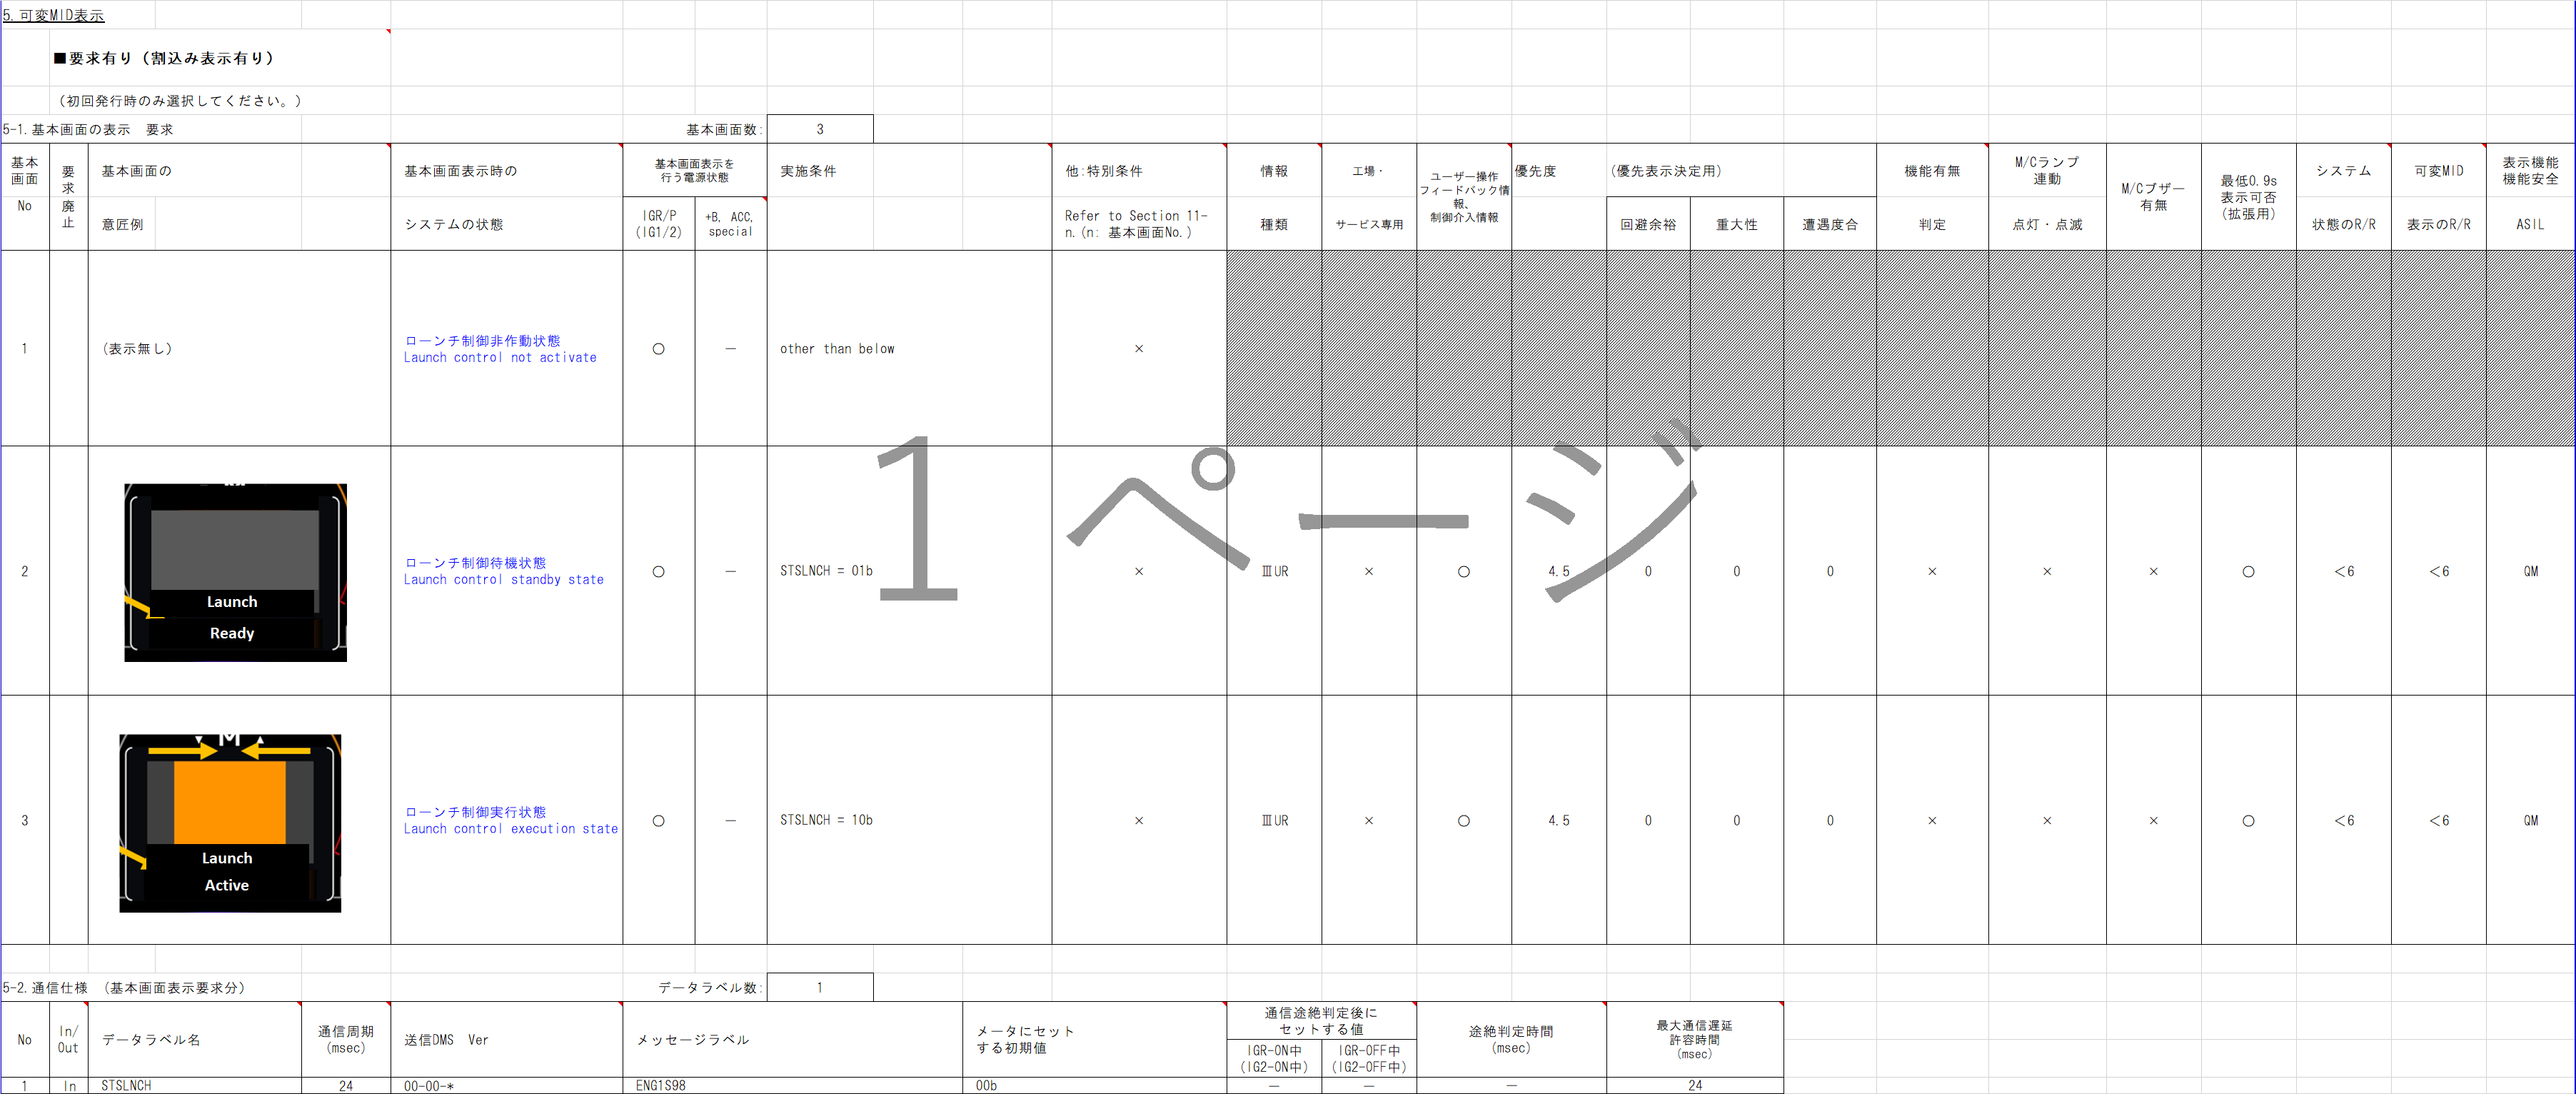 5.可変MID表示
■要求有り（割込み表示有り）
（初回発行時のみ選択してください。）
5-1.基本画面の表示　要求
基本画面数:
3
基本
画面
No
要
求
廃
止
基本画面の
意匠例
基本画面表示時の
システムの状態
基本画面表示を
行う電源状態
IGR/P
(IG1/2)
+B, ACC,
special
実施条件
他:特別条件
Refer to Section 11-
n.(n: 基本画面No.)
情報
種類
工場・
サービス専用
ユーザー操作
フィードバック情
報、
制御介入情報
優先度
(優先表示決定用)
回避余裕
重大性
遭遇度合
機能有無
判定
M/Cランプ
連動
点灯・点滅
M/Cブザー
有無
最低0.9s
表示可否
(拡張用)
システム
状態のR/R
可変MID
表示のR/R
表示機能
機能安全
ASIL
1
(表示無し)
ローンチ制御非作動状態
Launch control not activate
○
－
other than below
×
2
Launch
Ready
ローンチ制御待機状態
Launch control standby state
○
－
STSLNCH = 01b
×
ⅢUR
×
○
4.5
0
0
0
×
×
×
○
＜6
＜6
QM
3
M
Launch
Active
ローンチ制御実行状態
Launch control execution state
○
－
STSLNCH = 10b
×
ⅢUR
×
○
4.5
0
0
0
×
×
×
○
＜6
＜6
QM
1 ページ
5-2.通信仕様　(基本画面表示要求分)
データラベル数:
1
No
In/
Out
データラベル名
通信周期
(msec)
送信DMS　Ver
メッセージラベル
メータにセット
する初期値
通信途絶判定後に
セットする値
IGR-ON中
(IG2-ON中)
IGR-OFF中
(IG2-OFF中)
途絶判定時間
(msec)
最大通信遅延
許容時間
(msec)
1
In
STSLNCH
24
00-00-*
ENG1S98
00b
－
－
－
24